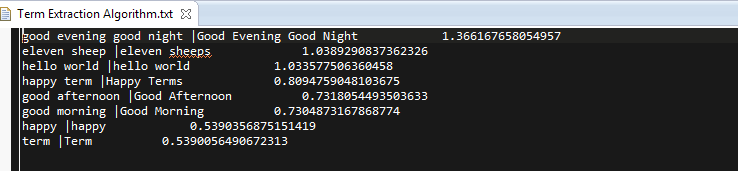 Term Extraction Algorithm.txt
good evening good night |Good Evening Good Night 1.366167658054957
eleven sheep |eleven sheeps 1.0389290837362326
hello world |hello world 1.033577506360458
happy term |Happy Terms 0.8094759048103675
good afternoon |Good Afternoon 0.7318054493503633
good morning |Good Morning 0.7304873167868774
happy |happy 0.5390356875151419
term |Term 0.5390056490672313